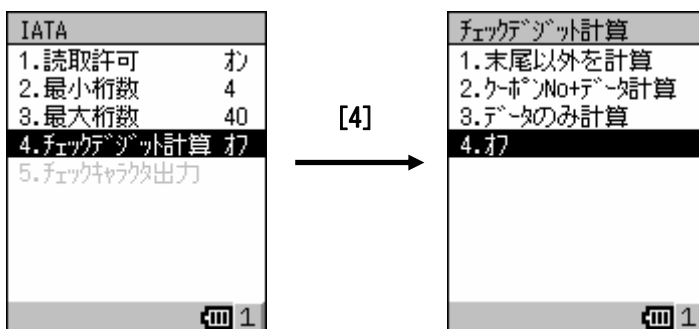 IATA
1.読取許可 ｵﾝ
2.最小桁数 4
3.最大桁数 40
4.ﾁｪｯｸﾃﾞｼﾞｯﾄ計算 ｵﾌ
5.ﾁｪｯｸｷｬﾗｸﾀ出力
1
[4]
ﾁｪｯｸﾃﾞｼﾞｯﾄ計算
1.末尾以外を計算
2.ｸｰﾎﾟﾝNo+ﾃﾞｰﾀ計算
3.ﾃﾞｰﾀのみ計算
4.ｵﾌ
1